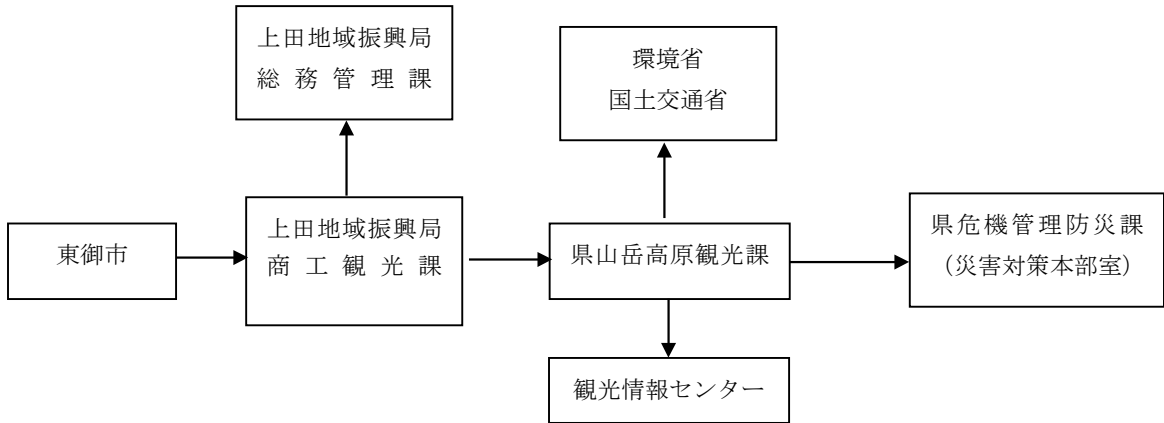 上田地域振興局
総務管理課
環境省
国土交通省
東御市
上田地域振興局
商工観光課
県山岳高原観光課
県危機管理防災課
（災害対策本部室）
観光情報センター